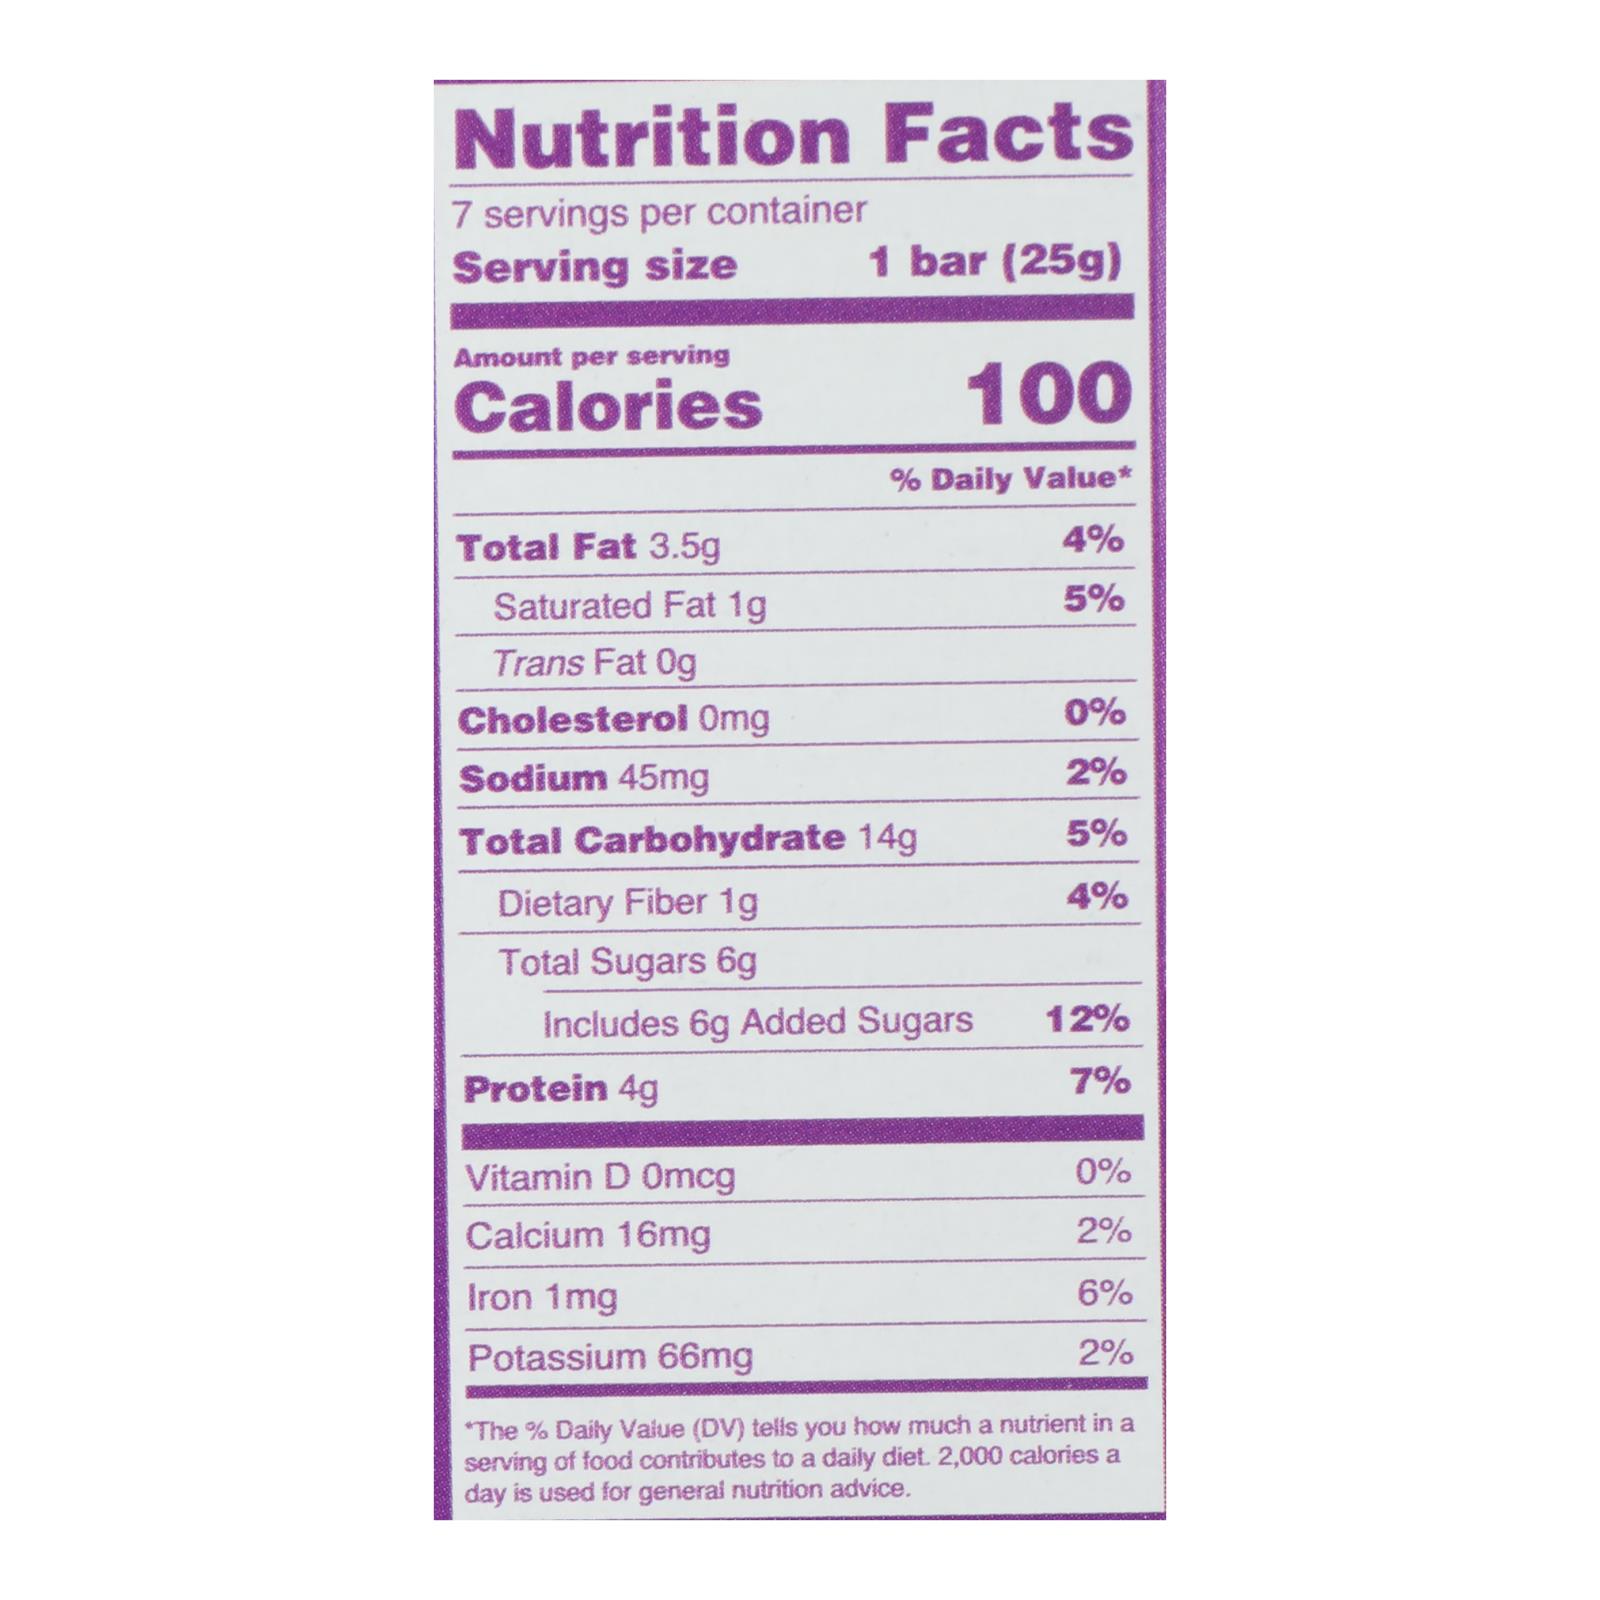 Nutrition Facts
7 servings per container
Serving size 1 bar (25g)
Amount per serving
Calories 100
% Daily Value*
Total Fat 3.5g 4%
Saturated Fat 1g 5%
Trans Fat 0g
Cholesterol 0mg 0%
Sodium 45mg 2%
Total Carbohydrate 14g 5%
Dietary Fiber 1g 4%
Total Sugars 6g
Includes 6g Added Sugars 12%
Protein 4g 7%
Vitamin D 0mcg 0%
Calcium 16mg 2%
Iron 1mg 6%
Potassium 66mg 2%
*The % Daily Value (DV) tells you how much a nutrient in a
serving of food contributes to a daily diet. 2,000 calories a
day is used for general nutrition advice.